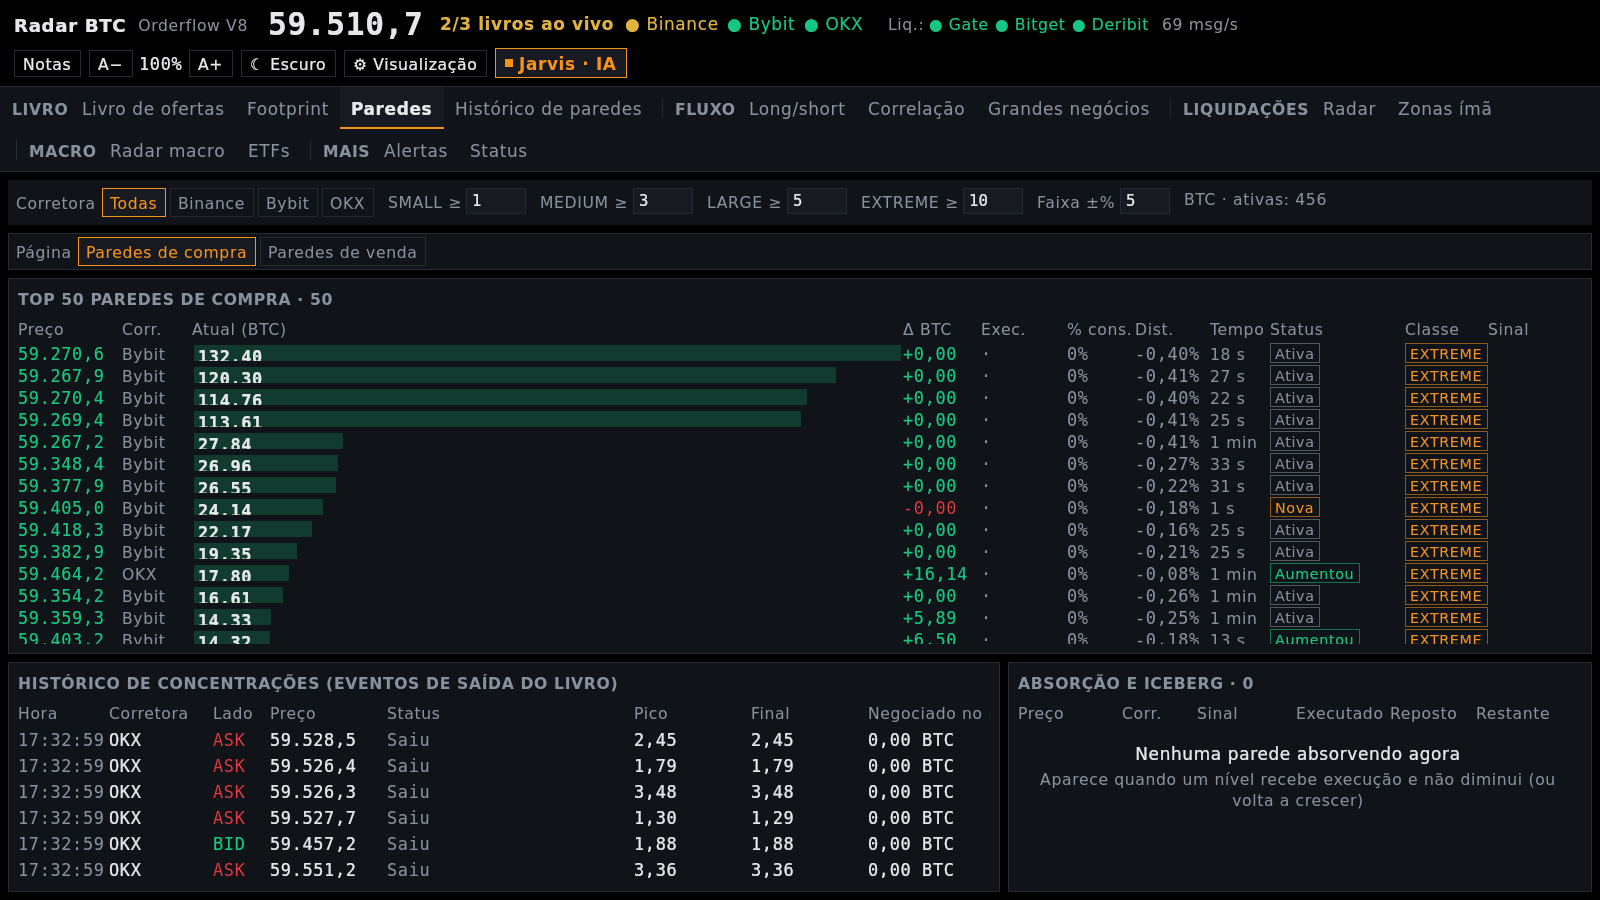 Radar BTC Orderflow V8 59.510,7 2/3 livros ao vivo ● Binance ● Bybit ● OKX Liq.: ● Gate ● Bitget ● Deribit 69 msg/s
Notas A− 100% A+ ☾ Escuro ⚙ Visualização ■ Jarvis · IA
LIVRO Livro de ofertas Footprint Paredes Histórico de paredes FLUXO Long/short Correlação Grandes negócios LIQUIDAÇÕES Radar Zonas ímã
MACRO Radar macro ETFs MAIS Alertas Status
Corretora Todas Binance Bybit OKX SMALL ≥ 1 MEDIUM ≥ 3 LARGE ≥ 5 EXTREME ≥ 10 Faixa ±% 5 BTC · ativas: 456
Página Paredes de compra Paredes de venda
TOP 50 PAREDES DE COMPRA · 50
Preço Corr. Atual (BTC) Δ BTC Exec. % cons. Dist. Tempo Status Classe Sinal
59.270,6 Bybit 132.40 +0,00 · 0% -0,40% 18 s Ativa EXTREME
59.267,9 Bybit 120.30 +0,00 · 0% -0,41% 27 s Ativa EXTREME
59.270,4 Bybit 114.76 +0,00 · 0% -0,40% 22 s Ativa EXTREME
59.269,4 Bybit 113.61 +0,00 · 0% -0,41% 25 s Ativa EXTREME
59.267,2 Bybit 27.84 +0,00 · 0% -0,41% 1 min Ativa EXTREME
59.348,4 Bybit 26.96 +0,00 · 0% -0,27% 33 s Ativa EXTREME
59.377,9 Bybit 26.55 +0,00 · 0% -0,22% 31 s Ativa EXTREME
59.405,0 Bybit 24.14 -0,00 · 0% -0,18% 1 s Nova EXTREME
59.418,3 Bybit 22.17 +0,00 · 0% -0,16% 25 s Ativa EXTREME
59.382,9 Bybit 19.35 +0,00 · 0% -0,21% 25 s Ativa EXTREME
59.464,2 OKX 17.80 +16,14 · 0% -0,08% 1 min Aumentou EXTREME
59.354,2 Bybit 16.61 +0,00 · 0% -0,26% 1 min Ativa EXTREME
59.359,3 Bybit 14.33 +5,89 · 0% -0,25% 1 min Ativa EXTREME
59.403,2 Bybit 14.32 +6,50 · 0% -0,18% 13 s Aumentou EXTREME
HISTÓRICO DE CONCENTRAÇÕES (EVENTOS DE SAÍDA DO LIVRO)
Hora Corretora Lado Preço Status Pico Final Negociado no
17:32:59 OKX ASK 59.528,5 Saiu 2,45 2,45 0,00 BTC
17:32:59 OKX ASK 59.526,4 Saiu 1,79 1,79 0,00 BTC
17:32:59 OKX ASK 59.526,3 Saiu 3,48 3,48 0,00 BTC
17:32:59 OKX ASK 59.527,7 Saiu 1,30 1,29 0,00 BTC
17:32:59 OKX BID 59.457,2 Saiu 1,88 1,88 0,00 BTC
17:32:59 OKX ASK 59.551,2 Saiu 3,36 3,36 0,00 BTC
ABSORÇÃO E ICEBERG · 0
Preço Corr. Sinal Executado Reposto Restante
Nenhuma parede absorvendo agora
Aparece quando um nível recebe execução e não diminui (ou
volta a crescer)